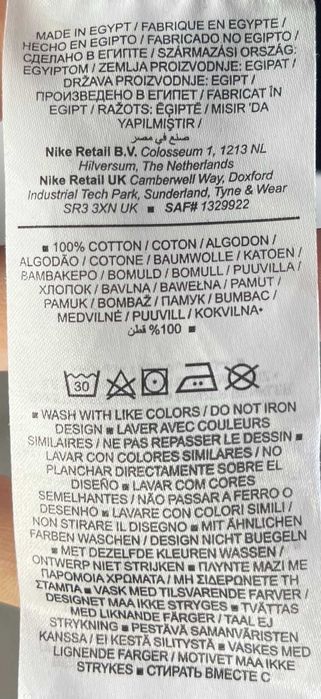 MADE IN EGYPT / FABRIQUE EN EGYPTE /
HECHO EN EGIPTO / FABRICADO NO EGIPTO /
СДЕЛАНО В ЕГИПТЕ / SZÁRMAZÁSI ORSZÁG:
EGYIPTOM / ZEMLJA PROIZVODNJE: EGIPAT /
DRŽAVA PROIZVODNJE: EGIPT /
ПРОИЗВЕДЕНО В ЕГИПЕТ / FABRICAT ÎN
EGIPT / RAŽOTS: ĒĢIPTĒ / MISIR 'DA
YAPILMIŞTIR /
صنع في مصر
Nike Retail B.V. Colosseum 1, 1213 NL
Hilversum, The Netherlands
Nike Retail UK Camberwell Way, Doxford
Industrial Tech Park, Sunderland, Tyne & Wear
SR3 3XN UK ■ SAF# 1329922
■ 100% COTTON / COTON / ALGODON /
ALGODÃO / COTONE / BAUMWOLLE / KATOEN /
ΒΑΜΒΑΚΕΡΟ / BOMULD / BOMULL / PUUVILLA /
ХЛОПОК / BAVLNA / BAWEŁNA / PAMUT /
PAMUK / BOMBAŽ / ПАМУК / BUMBAC /
MEDVILNĖ / PUUVILL / KOKVILNA•
قطن 100% ■
30
■ WASH WITH LIKE COLORS / DO NOT IRON
DESIGN ■ LAVER AVEC COULEURS
SIMILAIRES / NE PAS REPASSER LE DESSIN ■
LAVAR CON COLORES SIMILARES / NO
PLANCHAR DIRECTAMENTE SOBRE EL
DISEÑO ■ LAVAR COM CORES
SEMELHANTES / NÃO PASSAR A FERRO O
DESENHO ■ LAVARE CON COLORI SIMILI /
NON STIRARE IL DISEGNO ■ MIT ÄHNLICHEN
FARBEN WASCHEN / DESIGN NICHT BUEGELN
■ MET DEZELFDE KLEUREN WASSEN /
ONTWERP NIET STRIJKEN ■ ΠΛΥΝΤΕ ΜΑΖΙ ΜΕ
ΠΑΡΟΜΟΙΑ ΧΡΩΜΑΤΑ / ΜΗ ΣΙΔΕΡΩΝΕΤΕ ΤΗ
ΣΤΑΜΠΑ ■ VASK MED TILSVARENDE FARVER /
DESIGNET MAA IKKE STRYGES ■ TVÄTTAS
MED LIKNANDE FÄRGER / TAAL EJ
STRYKNING ■ PESTÄVÄ SAMANVÄRISTEN
KANSSA / EI KESTÄ SILITYSTÄ ■ VASKES MED
LIGNENDE FARGER / MOTIVET MAA IKKE
STRYKES ■ СТИРАТЬ ВМЕСТЕ С